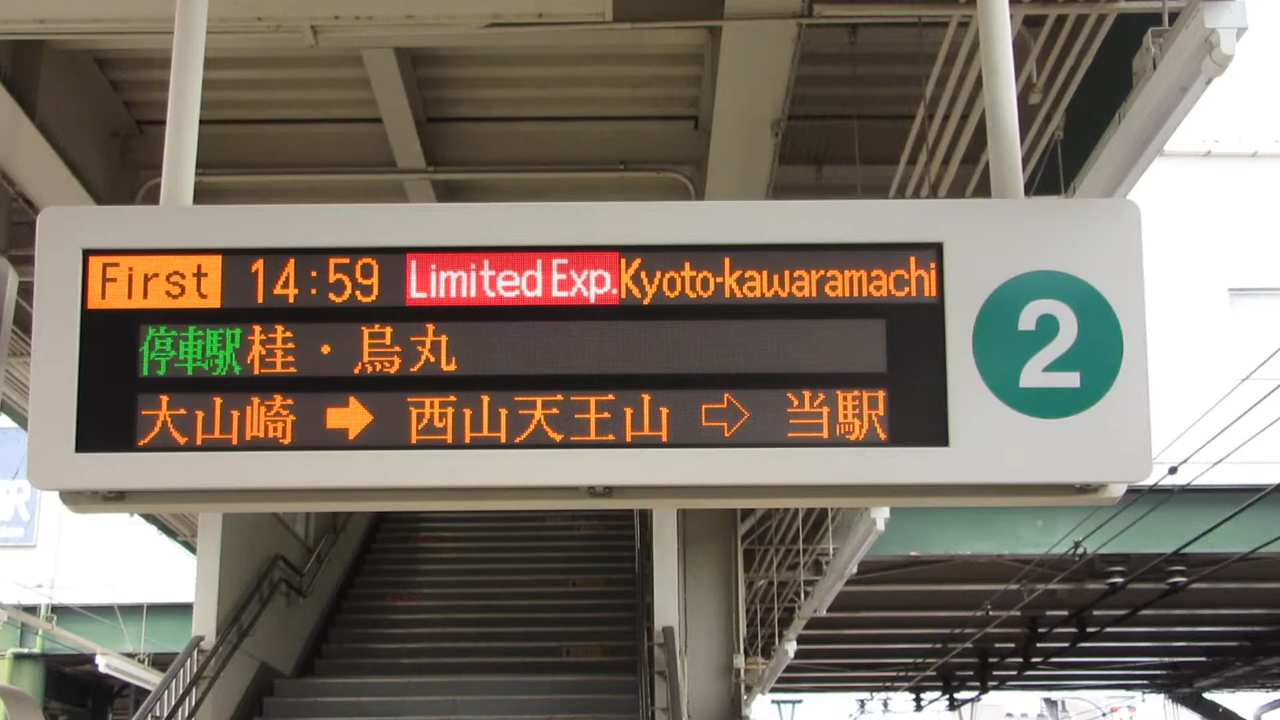 First 14:59 Limited Exp. Kyoto-kawaramachi
停車駅 桂・烏丸
大山崎 ➡ 西山天王山 ⇨ 当駅
2